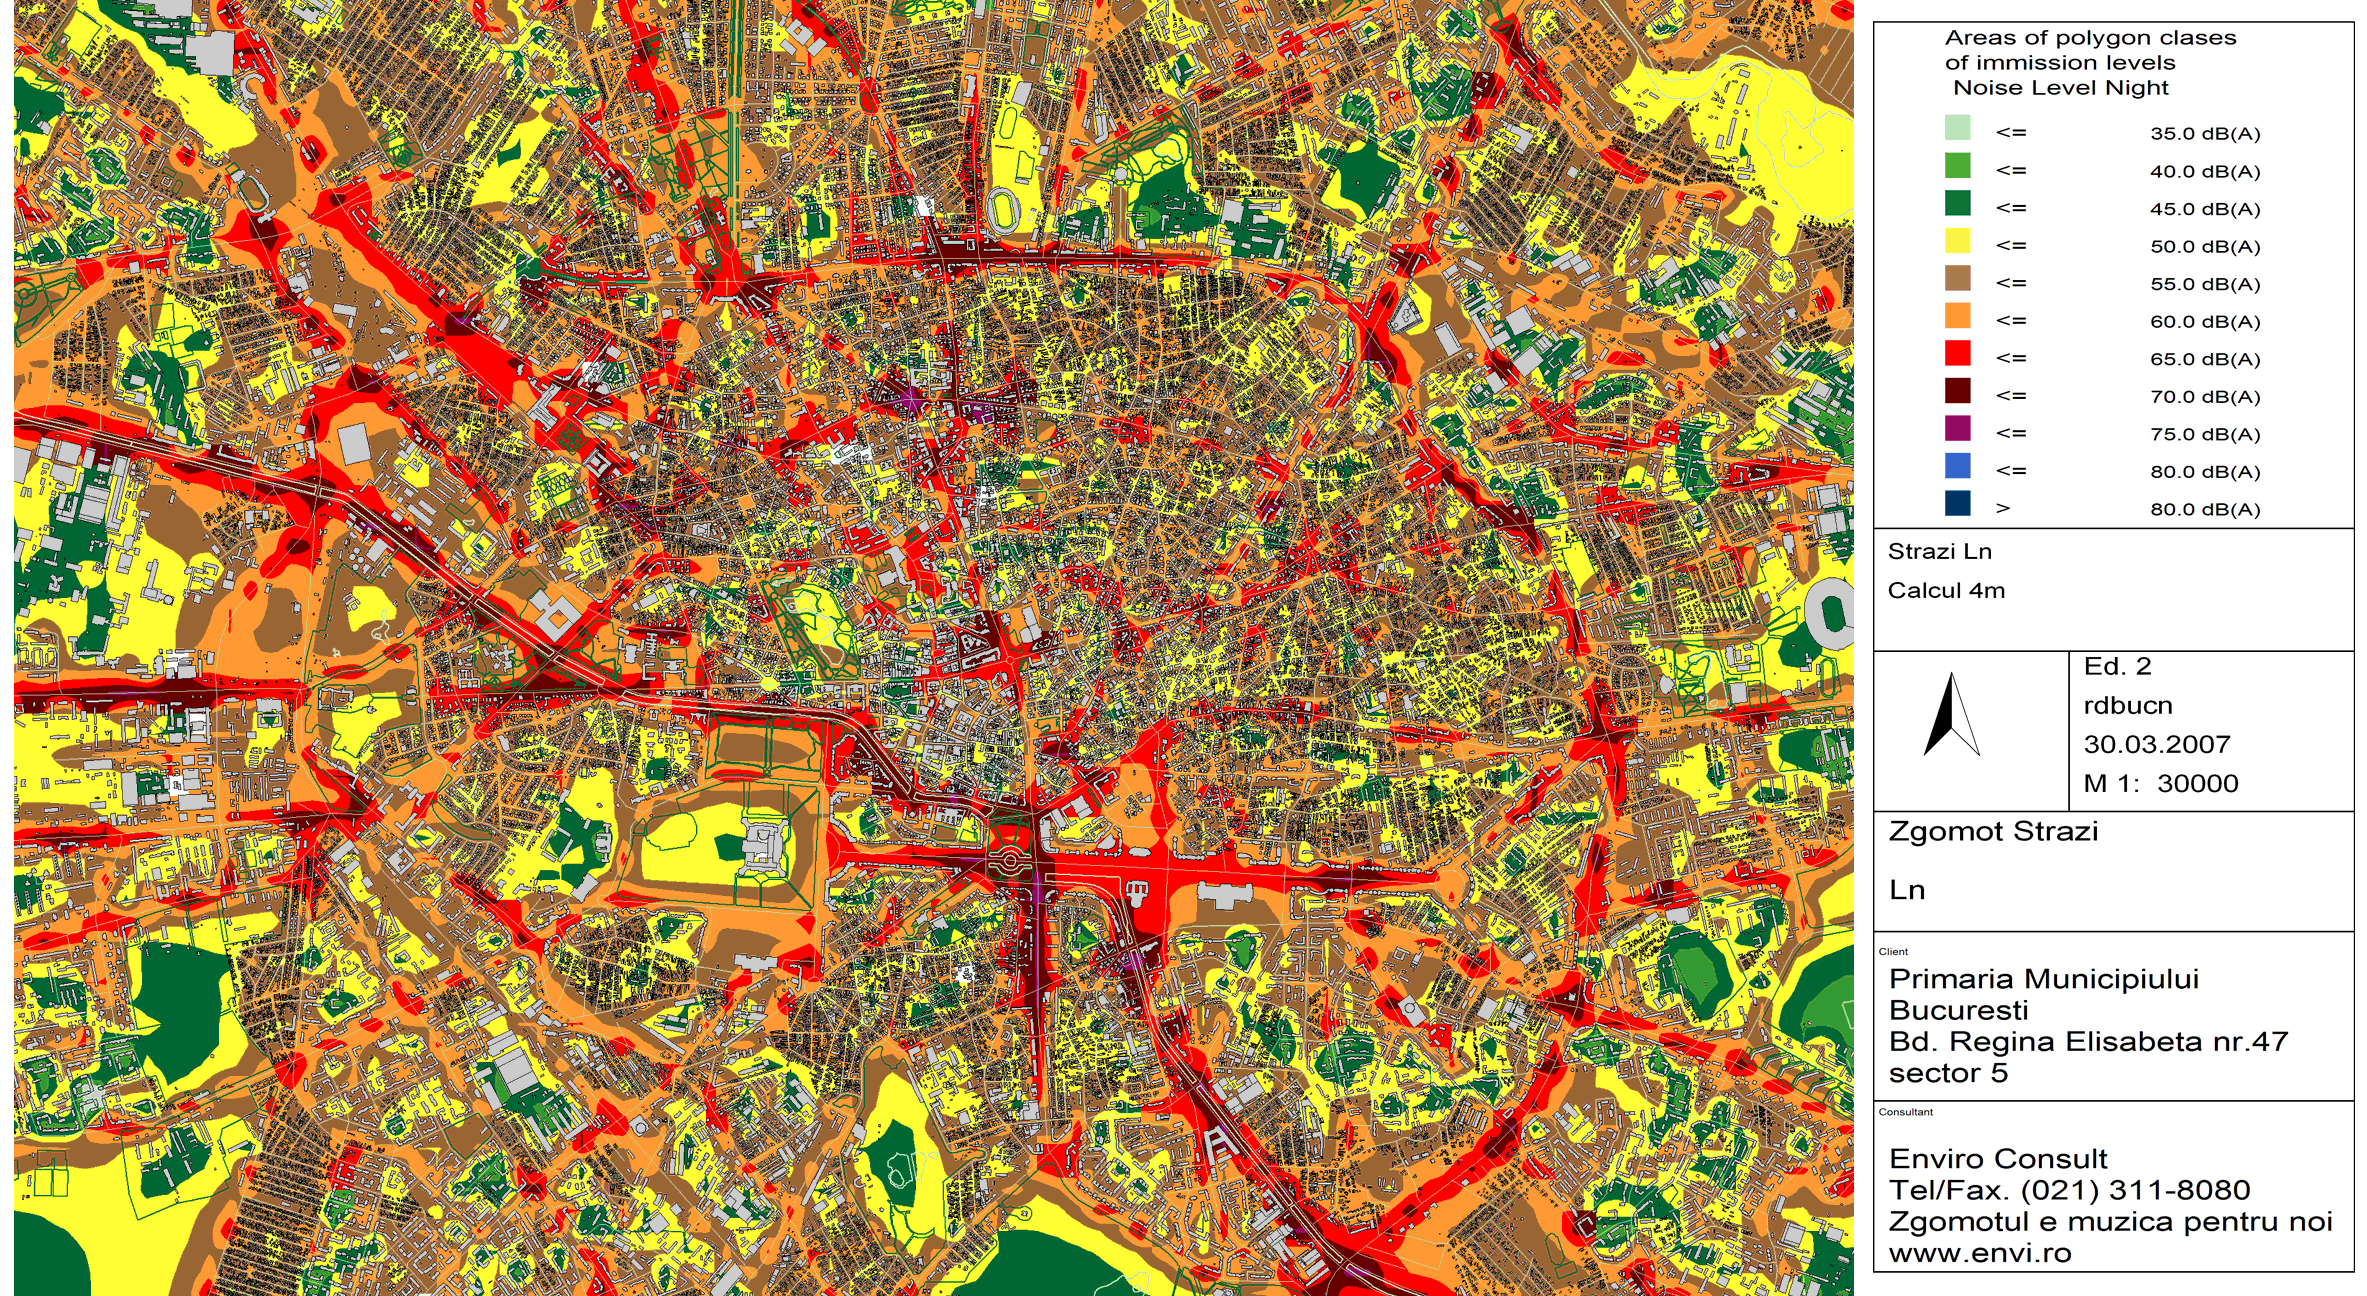 Areas of polygon clases
of immission levels
Noise Level Night
<= 35.0 dB(A)
<= 40.0 dB(A)
<= 45.0 dB(A)
<= 50.0 dB(A)
<= 55.0 dB(A)
<= 60.0 dB(A)
<= 65.0 dB(A)
<= 70.0 dB(A)
<= 75.0 dB(A)
<= 80.0 dB(A)
> 80.0 dB(A)
Strazi Ln
Calcul 4m
Ed. 2
rdbucn
30.03.2007
M 1: 30000
Zgomot Strazi
Ln
Client
Primaria Municipiului
Bucuresti
Bd. Regina Elisabeta nr.47
sector 5
Consultant
Enviro Consult
Tel/Fax. (021) 311-8080
Zgomotul e muzica pentru noi
www.envi.ro